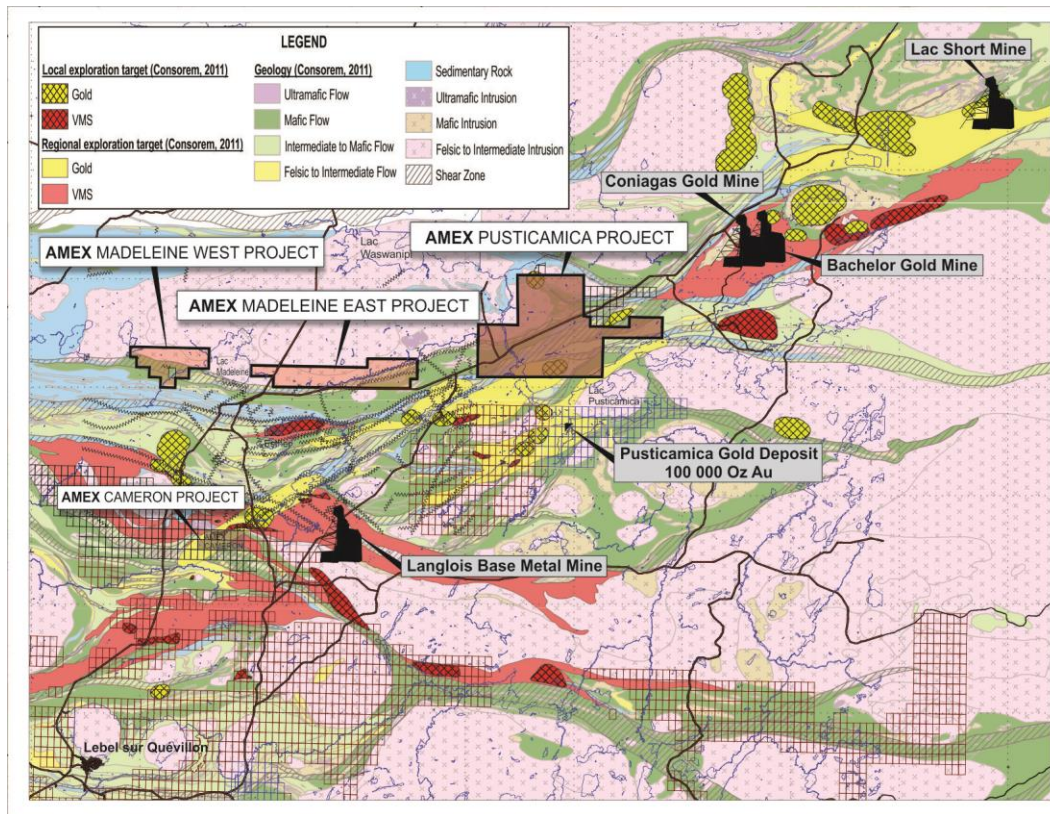 LEGEND
Local exploration target (Consorem, 2011)
Gold
VMS
Regional exploration target (Consorem, 2011)
Gold
VMS
Geology (Consorem, 2011)
Ultramafic Flow
Mafic Flow
Intermediate to Mafic Flow
Felsic to Intermediate Flow
Sedimentary Rock
Ultramafic Intrusion
Mafic Intrusion
Felsic to Intermediate Intrusion
Shear Zone
Lac Short Mine
Coniagas Gold Mine
Bachelor Gold Mine
AMEX PUSTICAMICA PROJECT
AMEX MADELEINE WEST PROJECT
Lac
Waswanipi
AMEX MADELEINE EAST PROJECT
Lac
Madeleine
Lac
Pusticamica
Pusticamica Gold Deposit
100 000 Oz Au
AMEX CAMERON PROJECT
Langlois Base Metal Mine
Lebel sur Quévillon